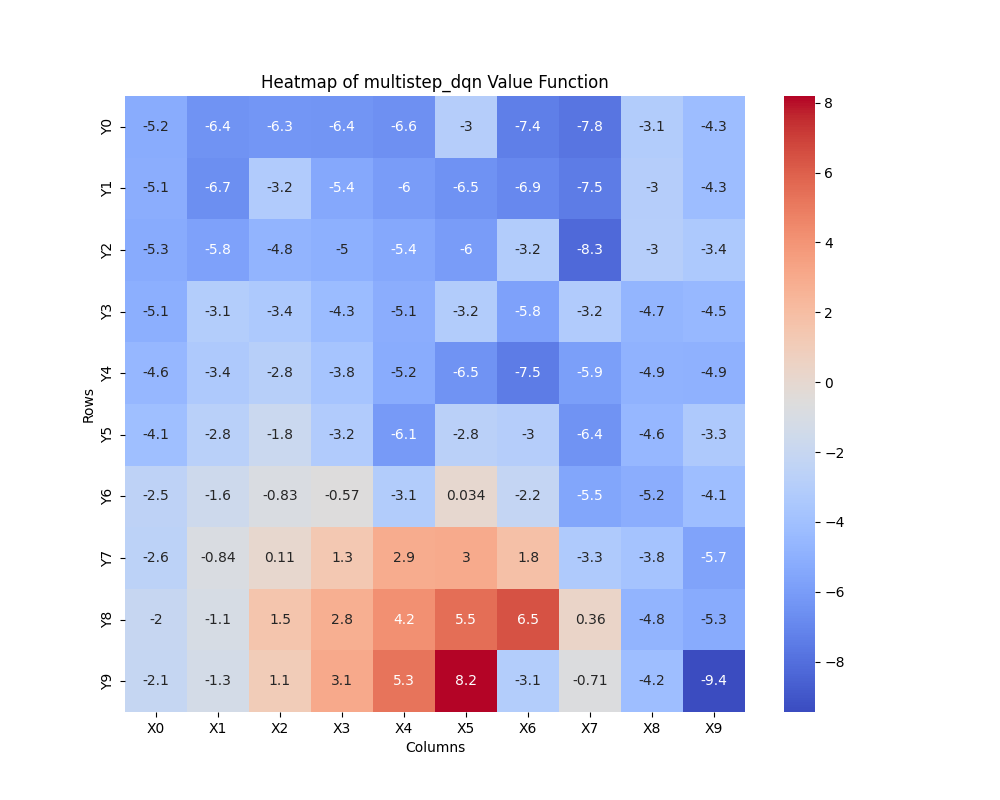 Heatmap of multistep_dqn Value Function
Y0 -5.2 -6.4 -6.3 -6.4 -6.6 -3 -7.4 -7.8 -3.1 -4.3
Y1 -5.1 -6.7 -3.2 -5.4 -6 -6.5 -6.9 -7.5 -3 -4.3
Y2 -5.3 -5.8 -4.8 -5 -5.4 -6 -3.2 -8.3 -3 -3.4
Y3 -5.1 -3.1 -3.4 -4.3 -5.1 -3.2 -5.8 -3.2 -4.7 -4.5
Y4 -4.6 -3.4 -2.8 -3.8 -5.2 -6.5 -7.5 -5.9 -4.9 -4.9
Y5 -4.1 -2.8 -1.8 -3.2 -6.1 -2.8 -3 -6.4 -4.6 -3.3
Y6 -2.5 -1.6 -0.83 -0.57 -3.1 0.034 -2.2 -5.5 -5.2 -4.1
Y7 -2.6 -0.84 0.11 1.3 2.9 3 1.8 -3.3 -3.8 -5.7
Y8 -2 -1.1 1.5 2.8 4.2 5.5 6.5 0.36 -4.8 -5.3
Y9 -2.1 -1.3 1.1 3.1 5.3 8.2 -3.1 -0.71 -4.2 -9.4
X0 X1 X2 X3 X4 X5 X6 X7 X8 X9
Columns
Rows
8
6
4
2
0
−2
−4
−6
−8